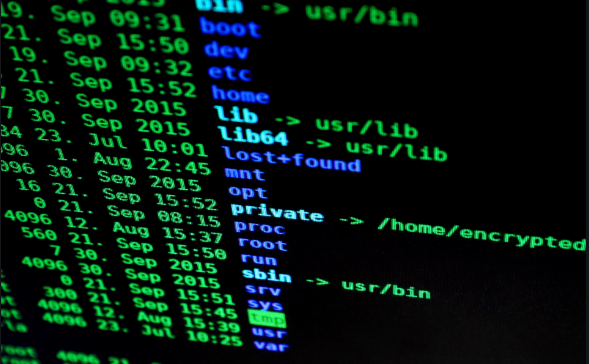 2015 bin -> usr/bin
19. Sep 09:31 boot
21. Sep 15:50 dev
19. Sep 09:32 etc
21. Sep 15:52 home
30. Sep 2015 lib -> usr/lib
7 30. Sep 2015 lib64 -> usr/lib
84 23. Jul 10:01 lost+found
96 1. Aug 22:45 mnt
096 30. Sep 2015 opt
16 21. Sep 15:52 private -> /home/encrypted
0 21. Sep 08:15 proc
4096 12. Aug 15:37 root
560 21. Sep 15:50 run
7 30. Sep 2015 sbin -> usr/bin
4096 30. Sep 2015 srv
0 21. Sep 15:51 sys
300 21. Sep 15:45 tmp
4096 12. Aug 15:39 usr
4096 23. Jul 10:25 var